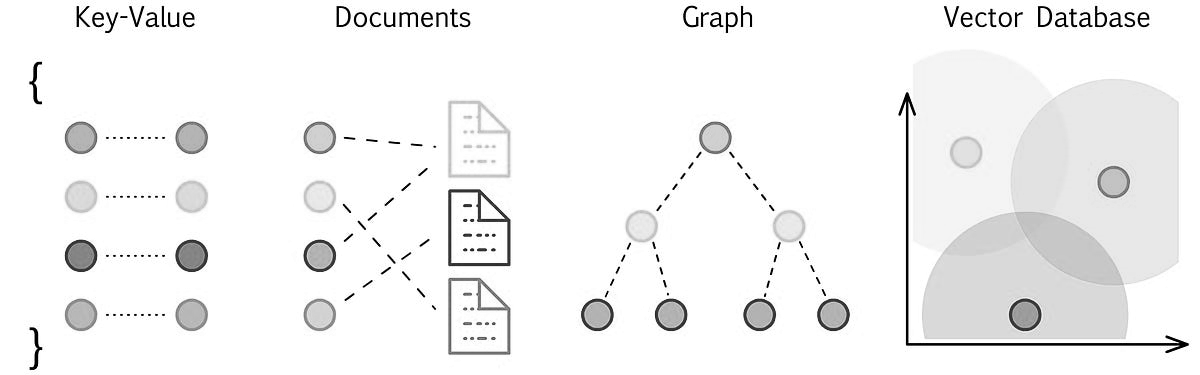 Key-Value
Documents
Graph
Vector Database
{
}